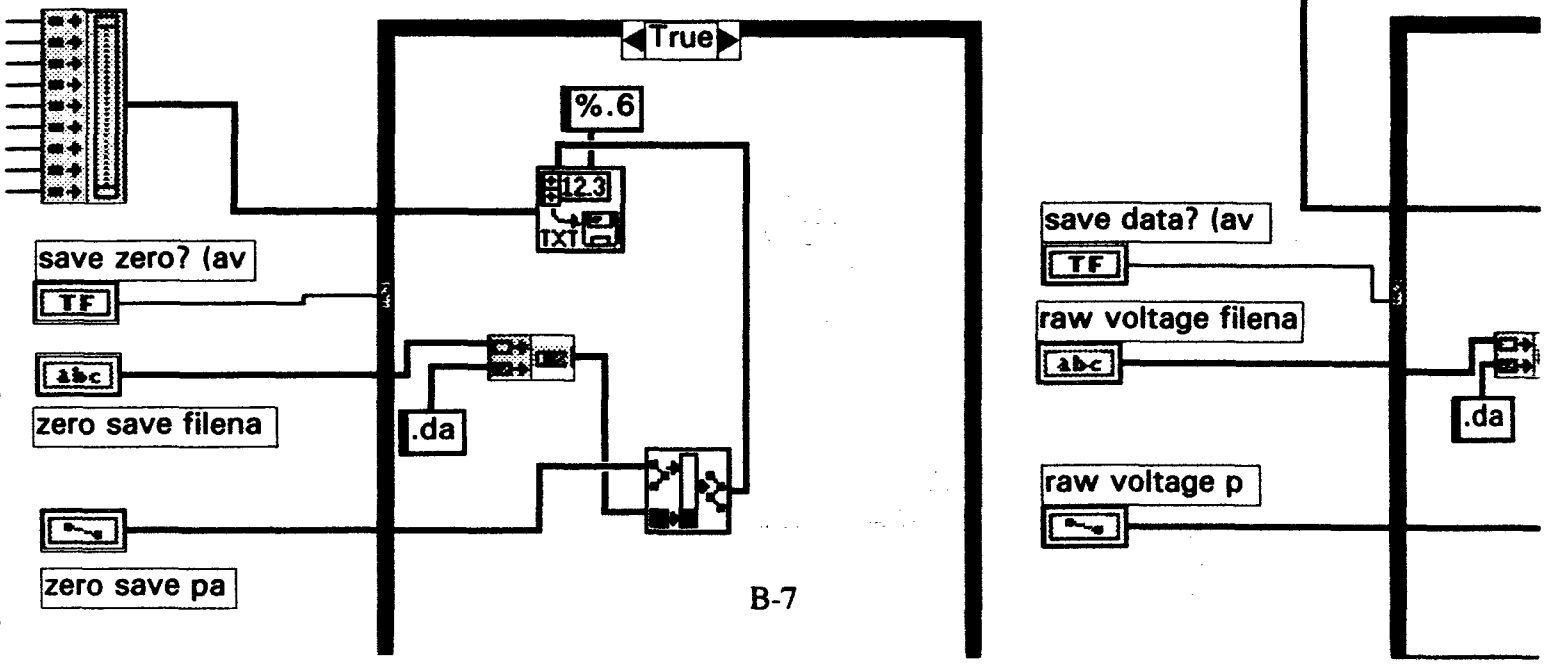 True
%.6
12.3
TXT
save zero? (av
TF
abc
zero save filena
.da
zero save pa
B-7
save data? (av
TF
raw voltage filena
abc
.da
raw voltage p